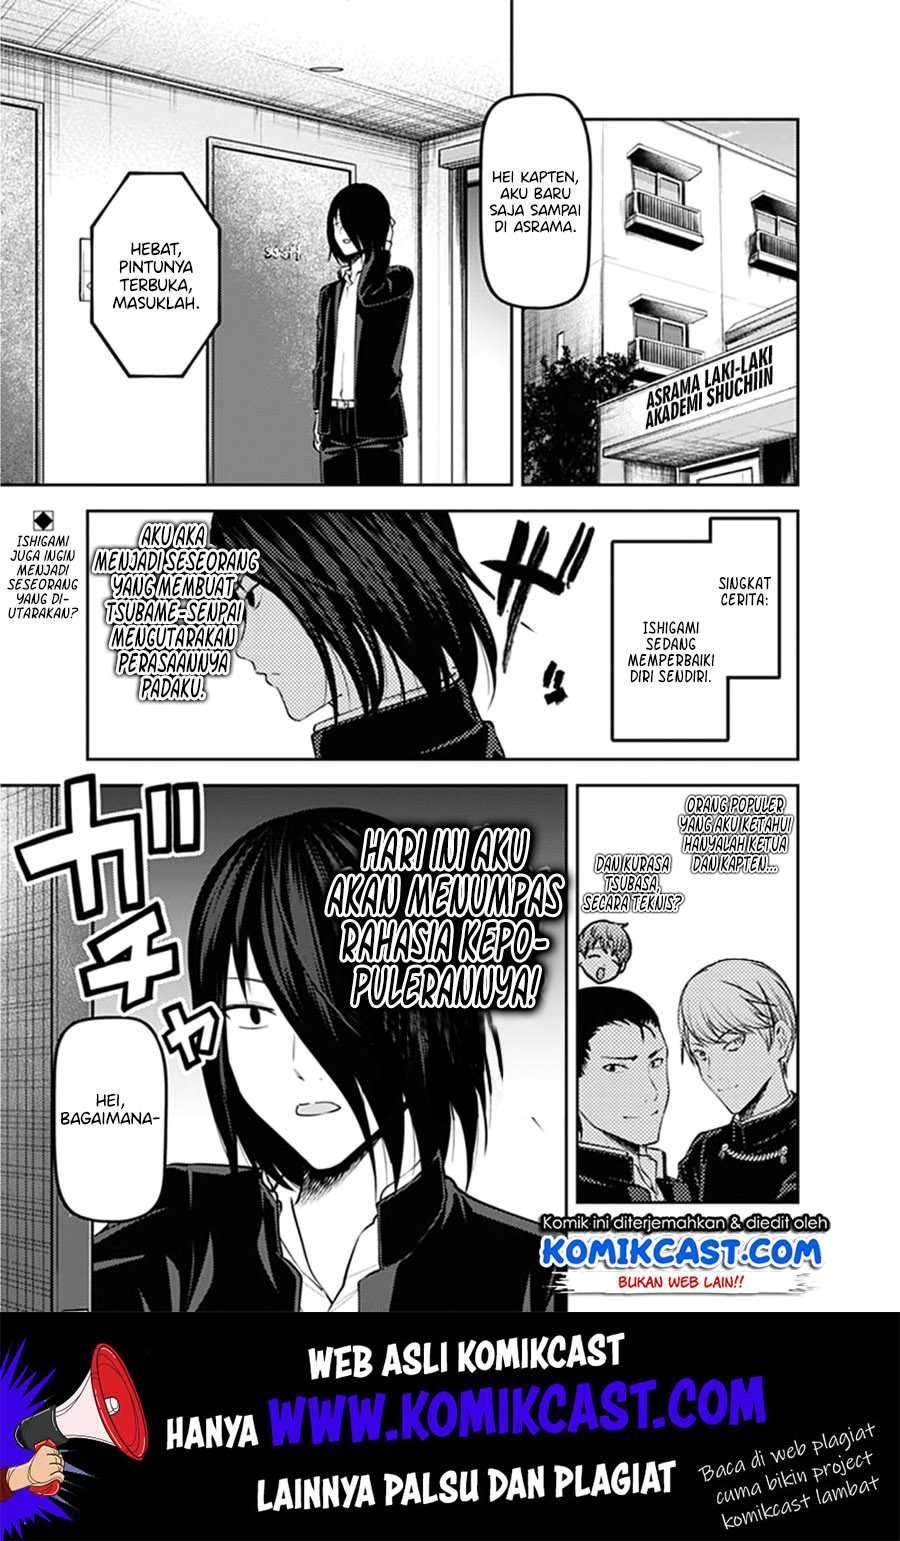 HEI KAPTEN,
AKU BARU
SAJA SAMPAI
DI ASRAMA.
ASRAMA LAKI-LAKI
AKADEMI SHUCHIIN
HEBAT,
PINTUNYA
TERBUKA,
MASUKLAH.
SINGKAT
CERITA:
ISHIGAMI
SEDANG
MEMPERBAIKI
DIRI SENDIRI.
AKU AKA
MENJADI SESEORANG
YANG MEMBUAT
TSUBAME-SENPAI
MENGUTARAKAN
PERASAANNYA
PADAKU.
ISHIGAMI
JUGA INGIN
MENJADI
SESEORANG
YANG DI-
UTARAKAN?
ORANG POPULER
YANG AKU KETAHUI
HANYALAH KETUA
DAN KAPTEN...
DAN KURASA
TSUBASA,
SECARA TEKNIS?
HARI INI AKU
AKAN MENUMPAS
RAHASIA KEPO-
PULERANNYA!
ガチャ
HEI,
BAGAIMANA-
Komik ini diterjemahkan & diedit oleh
KOMIKCAST.COM
BUKAN WEB LAIN!!
WEB ASLI KOMIKCAST
HANYA WWW.KOMIKCAST.COM
LAINNYA PALSU DAN PLAGIAT
Baca di web plagiat
cuma bikin project
komikcast lambat